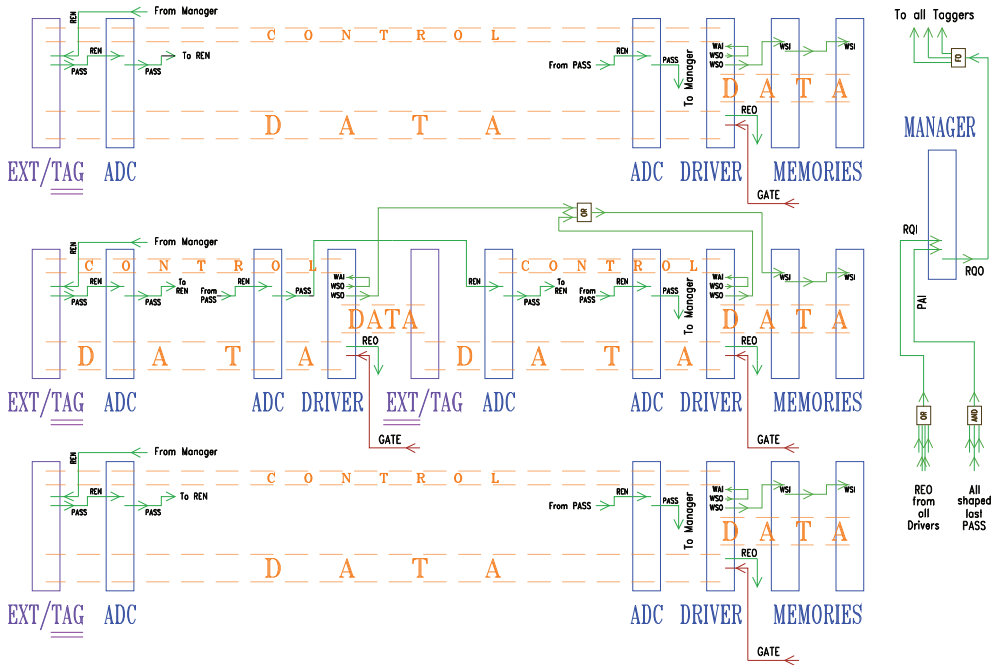 From Manager
REN
C O N T R O L
REN
PASS
PASS
To REN
From PASS
REN
PASS
To Manager
WAI
WSO
WSO
WSI
WSI
D A T A
D A T A
REO
GATE
EXT/TAG
ADC
ADC
DRIVER
MEMORIES
From Manager
REN
C O N T R O L
REN
PASS
PASS
To
REN
From
PASS
REN
PASS
WAI
WSO
WSO
OR
DATA
D A T A
REO
GATE
EXT/TAG
ADC
ADC
DRIVER
EXT/TAG
C O N T R O L
REN
PASS
To
REN
From
PASS
REN
PASS
To Manager
WAI
WSO
WSO
WSI
WSI
D A T A
D A T A
REO
GATE
ADC
ADC
DRIVER
MEMORIES
From Manager
REN
C O N T R O L
REN
PASS
PASS
To REN
From PASS
REN
PASS
To Manager
WAI
WSO
WSO
WSI
WSI
D A T A
D A T A
REO
GATE
EXT/TAG
ADC
ADC
DRIVER
MEMORIES
To all Taggers
FO
MANAGER
RQI
RQO
PAI
OR
AND
REO
from
all
Drivers
All
shaped
last
PASS